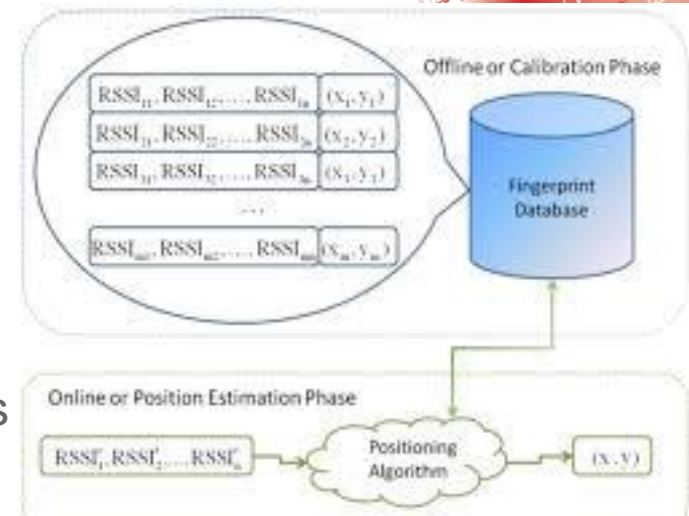 Offline or Calibration Phase
RSSI₁₁, RSSI₁₂, ..., RSSI₁ₙ (x₁, y₁)
RSSI₂₁, RSSI₂₂, ..., RSSI₂ₙ (x₂, y₂)
RSSI₃₁, RSSI₃₂, ..., RSSI₃ₙ (x₃, y₃)
...,
RSSIₘ₁, RSSIₘ₂, ..., RSSIₘₙ (xₘ, yₘ)
Fingerprint
Database
s
Online or Position Estimation Phase
RSSI'₁, RSSI'₂, ... RSSI'ₙ
Positioning
Algorithm
(x, y)